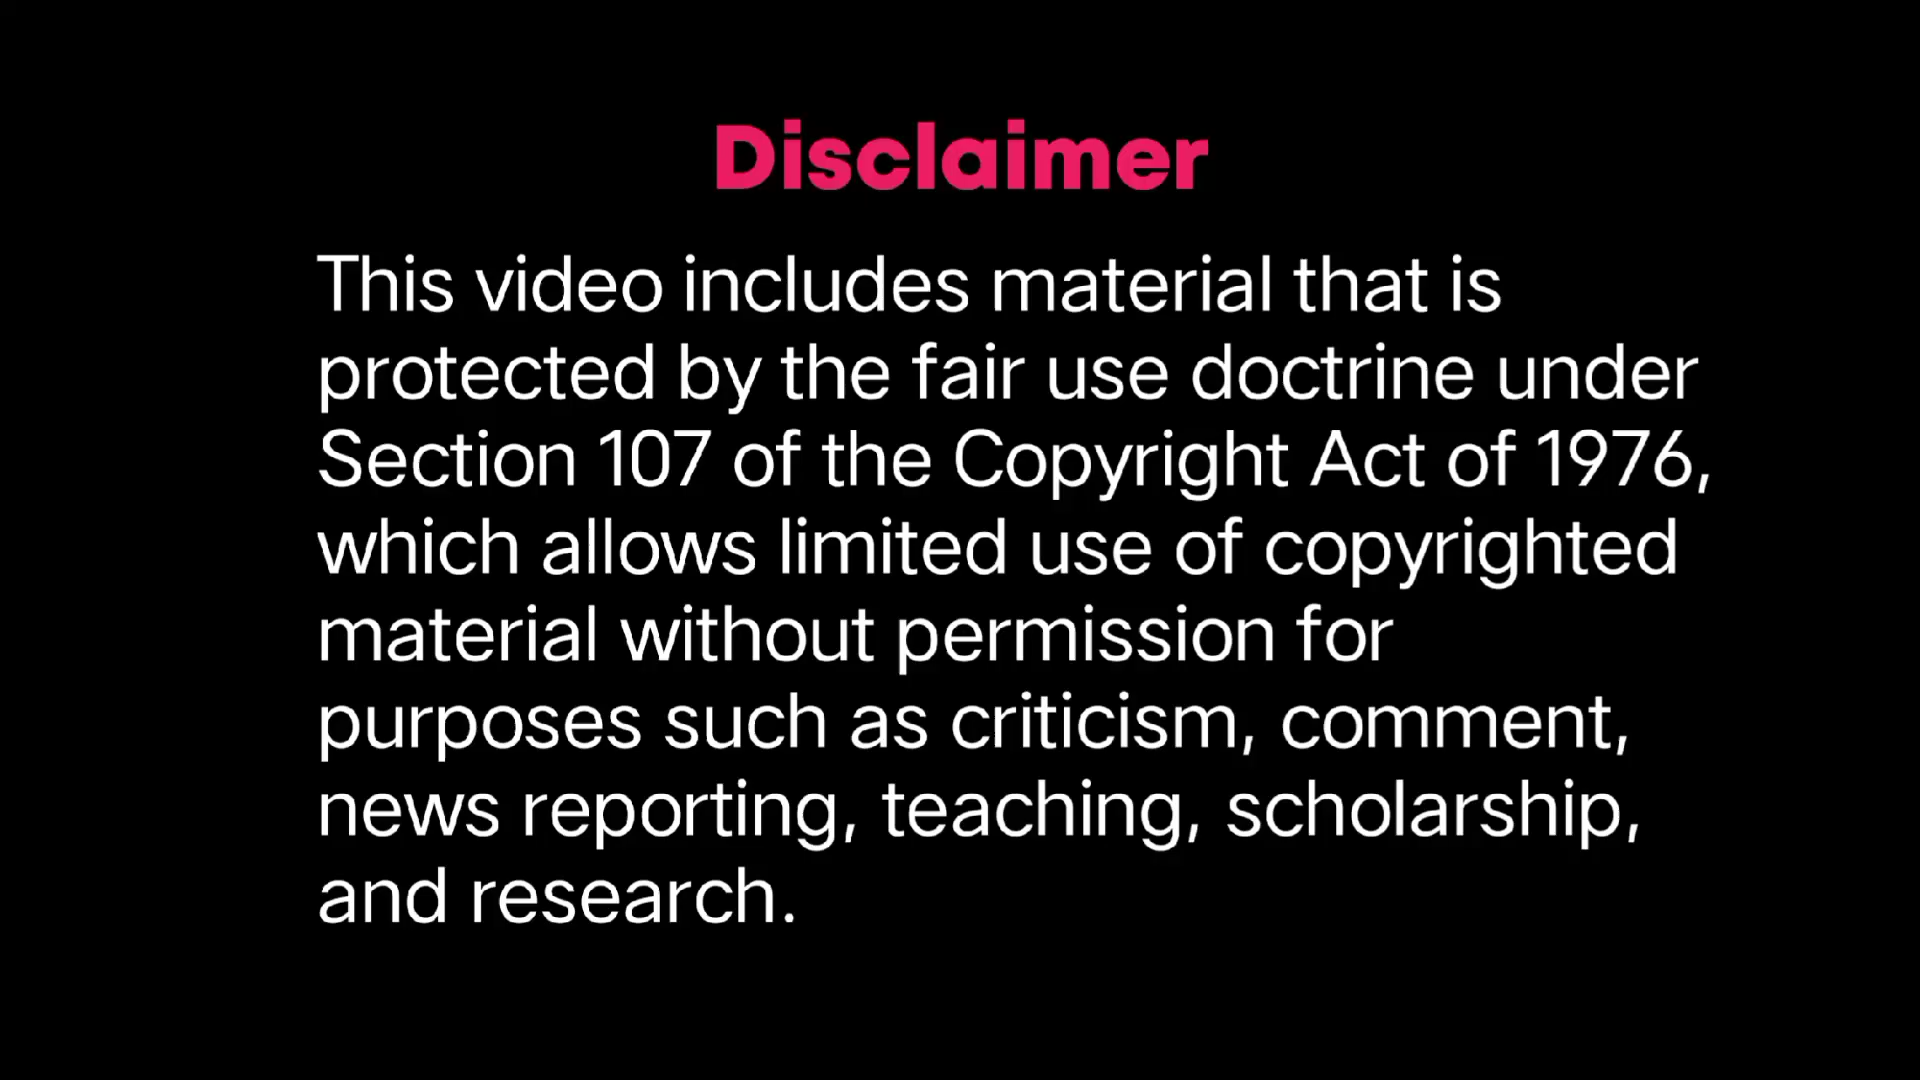 Disclaimer
This video includes material that is
protected by the fair use doctrine under
Section 107 of the Copyright Act of 1976,
which allows limited use of copyrighted
material without permission for
purposes such as criticism, comment,
news reporting, teaching, scholarship,
and research.